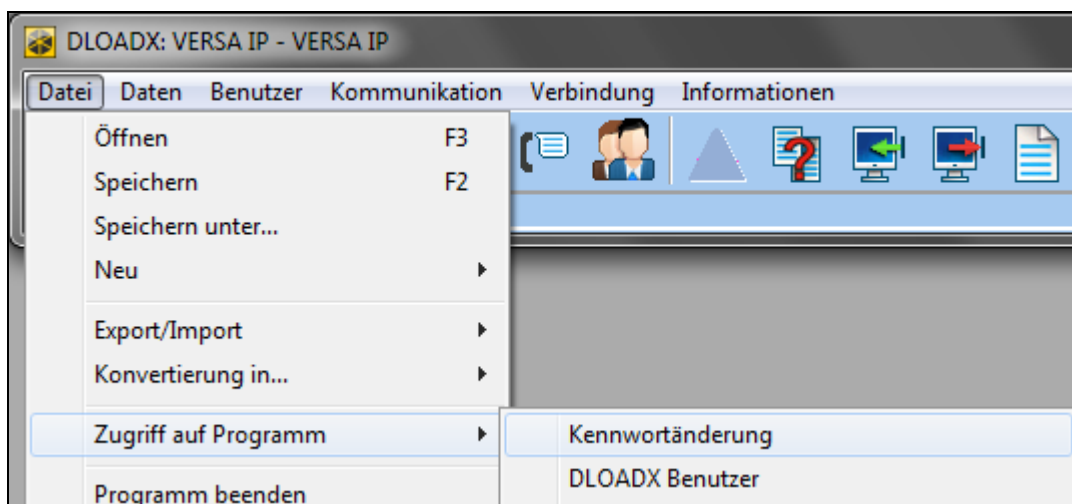 DLOADX: VERSA IP - VERSA IP
Datei Daten Benutzer Kommunikation Verbindung Informationen
Öffnen F3
Speichern F2
Speichern unter...
Neu
Export/Import
Konvertierung in...
Zugriff auf Programm
Kennwortänderung
DLOADX Benutzer
Programm beenden